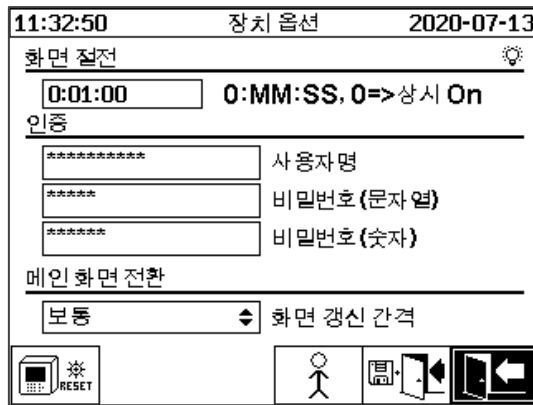 11:32:50 장치 옵션 2020-07-13
화면 절전
0:01:00 0:MM:SS, 0=>상시 On
인증
********** 사용자명
***** 비밀번호(문자열)
****** 비밀번호(숫자)
메인 화면 전환
보통 화면 갱신 간격
RESET